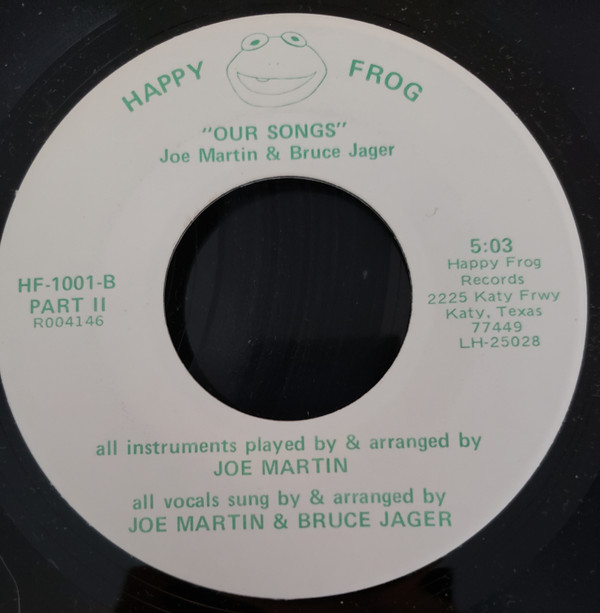 HAPPY FROG
"OUR SONGS"
Joe Martin & Bruce Jager
HF-1001-B
PART II
R004146
5:03
Happy Frog
Records
2225 Katy Frwy
Katy, Texas
77449
LH-25028
all instruments played by & arranged by
JOE MARTIN
all vocals sung by & arranged by
JOE MARTIN & BRUCE JAGER